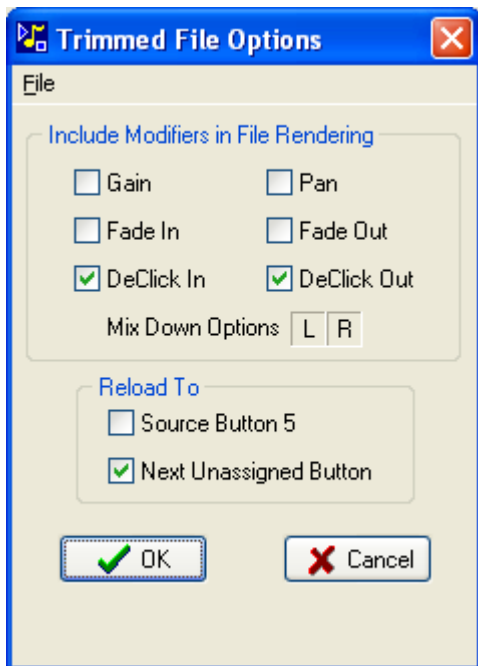 Trimmed File Options
File
Include Modifiers in File Rendering
Gain Pan
Fade In Fade Out
DeClick In DeClick Out
Mix Down Options L R
Reload To
Source Button 5
Next Unassigned Button
OK Cancel